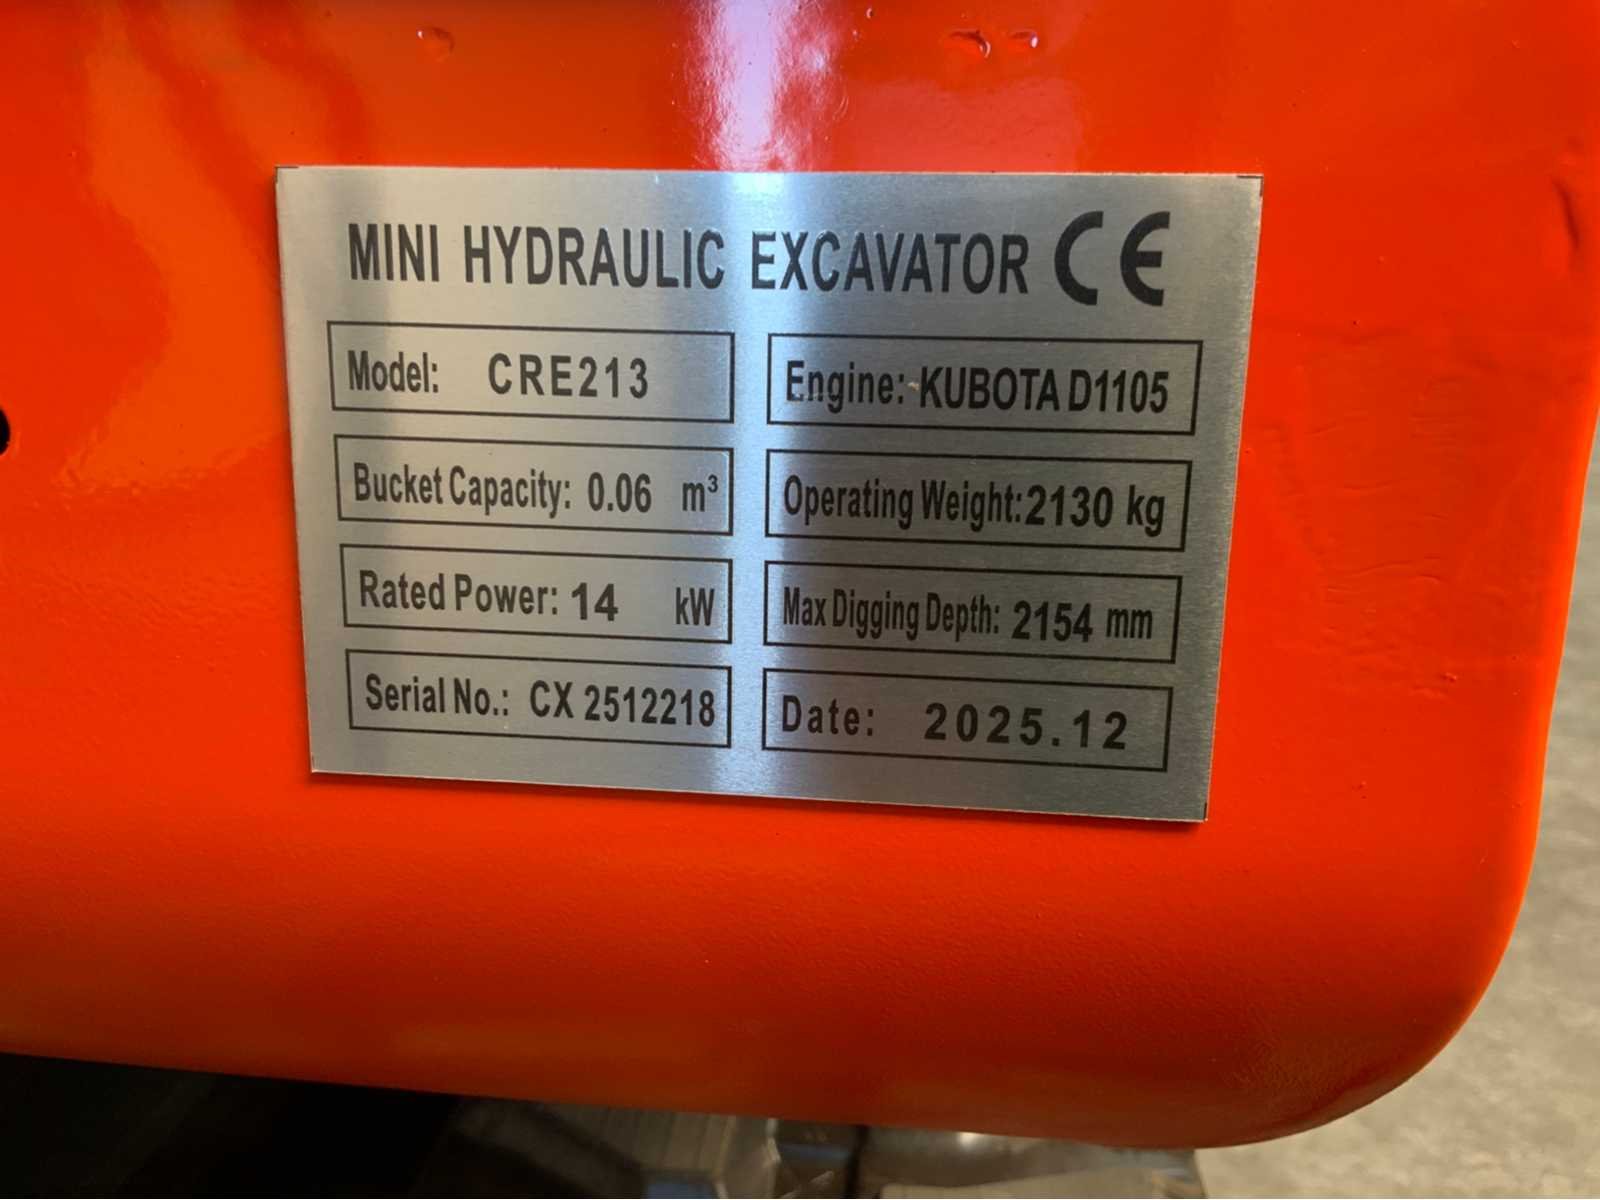 MINI HYDRAULIC EXCAVATOR CE
Model: CRE213
Engine: KUBOTA D1105
Bucket Capacity: 0.06 m³
Operating Weight: 2130 kg
Rated Power: 14 kW
Max Digging Depth: 2154 mm
Serial No.: CX 2512218
Date: 2025.12